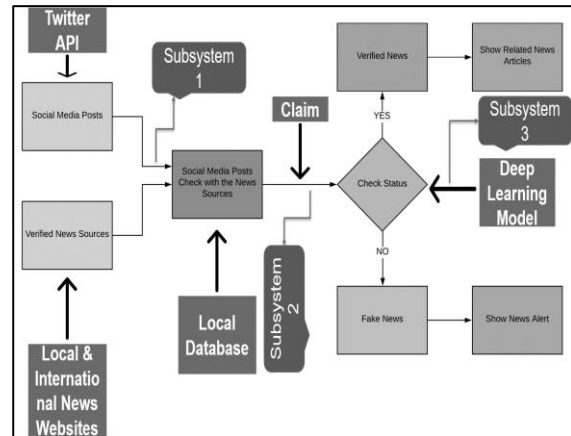 Twitter
API
Subsystem
1
Social Media Posts
Claim
Verified News
Show Related News
Articles
YES
Subsystem
3
Social Media Posts
Check with the News
Sources
Check Status
Deep
Learning
Model
Verified News Sources
NO
Subsystem
2
Local
Database
Fake News
Show News Alert
Local &
Internatio
nal News
Websites